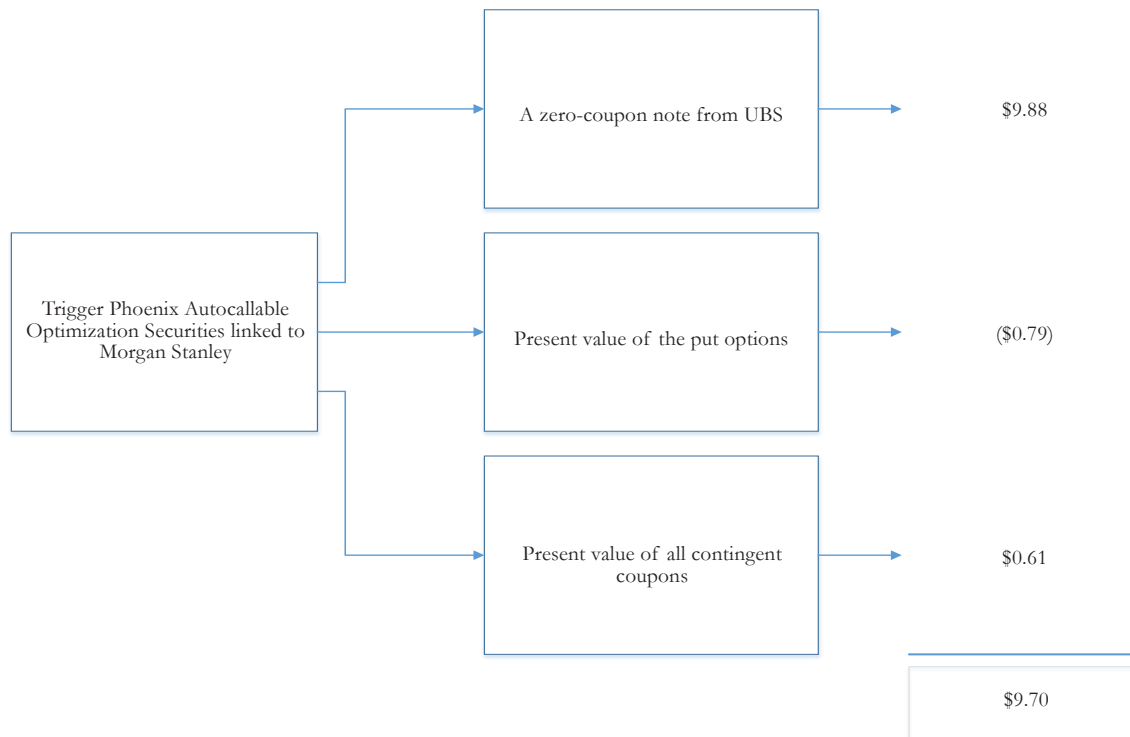 A zero-coupon note from UBS
$9.88
Trigger Phoenix Autocallable
Optimization Securities linked to
Morgan Stanley
Present value of the put options
($0.79)
Present value of all contingent
coupons
$0.61
$9.70